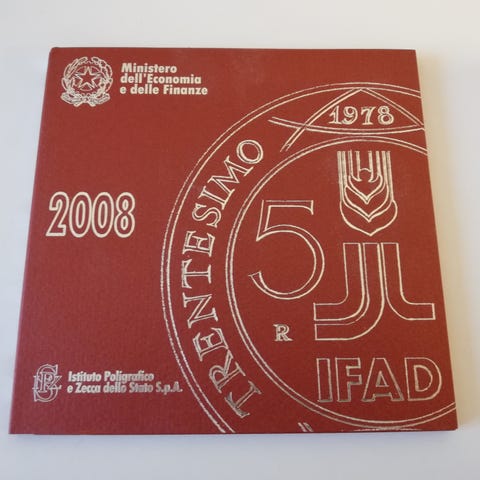 Ministero
dell'Economia
e delle Finanze
2008
TRENTESIMO
1978
5
R
IFAD
Istituto Poligrafico
e Zecca dello Stato S.p.A.